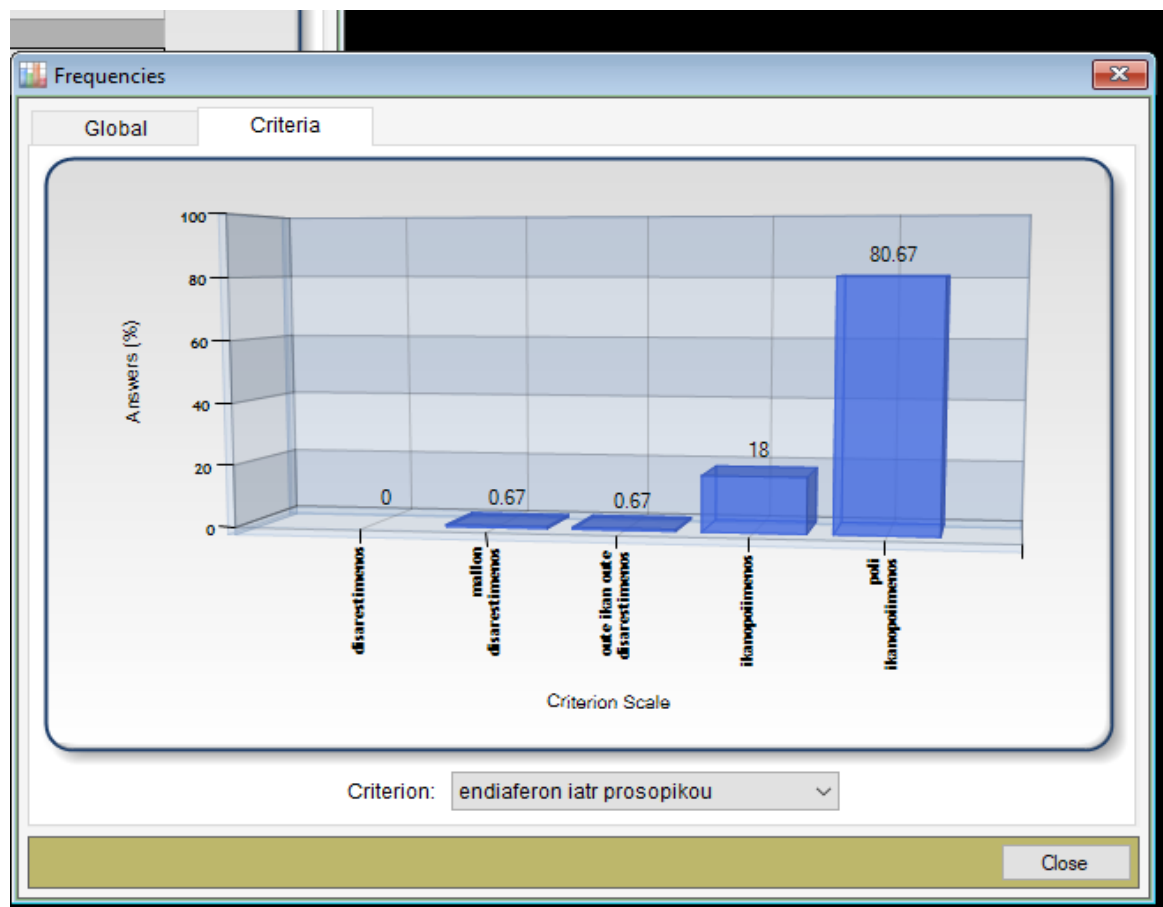 Frequencies
Global
Criteria
100
80
60
40
20
0
Answers (%)
0
0.67
0.67
18
80.67
disarestimenos
mallon
disarestimenos
oute ikan oute
disarestimenos
ikanopoiimenos
poli
ikanopoiimenos
Criterion Scale
Criterion:
endiaferon iatr prosopikou
Close